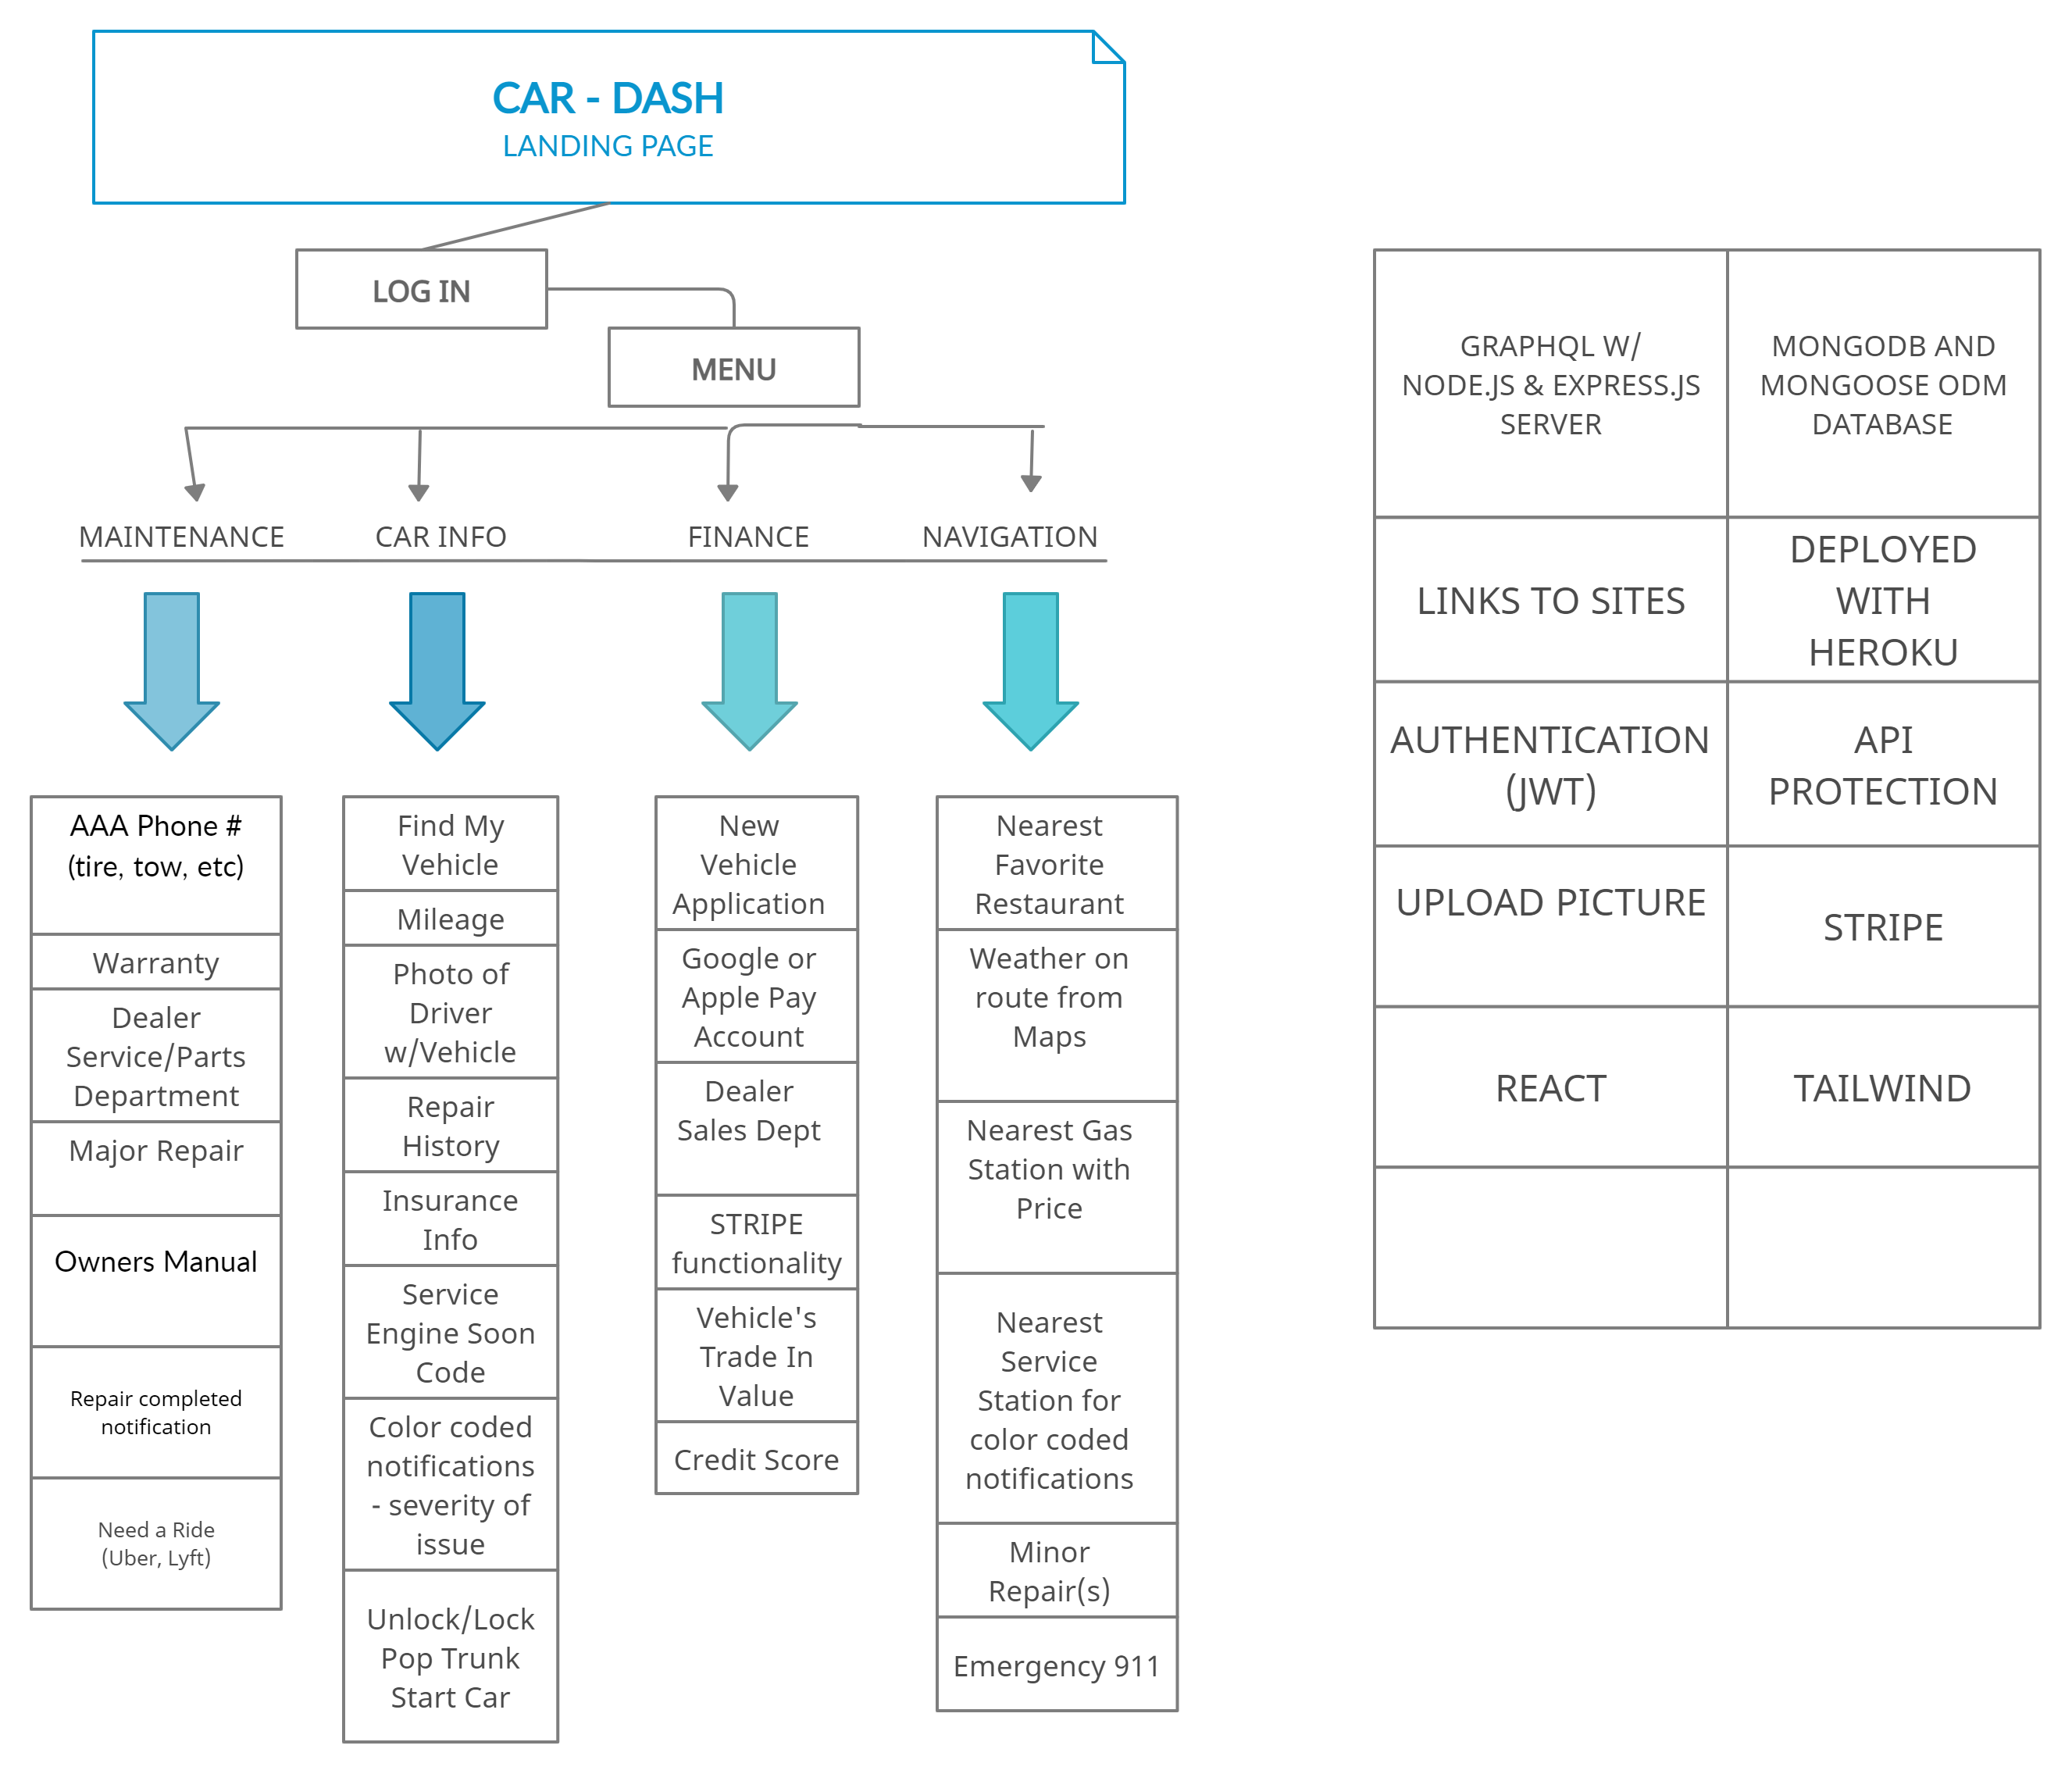 CAR - DASH
LANDING PAGE
LOG IN
MENU
MAINTENANCE
CAR INFO
FINANCE
NAVIGATION
AAA Phone #
(tire, tow, etc)
Warranty
Dealer
Service/Parts
Department
Major Repair
Owners Manual
Repair completed
notification
Need a Ride
(Uber, Lyft)
Find My
Vehicle
Mileage
Photo of
Driver
w/Vehicle
Repair
History
Insurance
Info
Service
Engine Soon
Code
Color coded
notifications
- severity of
issue
Unlock/Lock
Pop Trunk
Start Car
New
Vehicle
Application
Google or
Apple Pay
Account
Dealer
Sales Dept
STRIPE
functionality
Vehicle's
Trade In
Value
Credit Score
Nearest
Favorite
Restaurant
Weather on
route from
Maps
Nearest Gas
Station with
Price
Nearest
Service
Station for
color coded
notifications
Minor
Repair(s)
Emergency 911
GRAPHQL W/
NODE.JS & EXPRESS.JS
SERVER
MONGODB AND
MONGOOSE ODM
DATABASE
LINKS TO SITES
DEPLOYED
WITH
HEROKU
AUTHENTICATION
(JWT)
API
PROTECTION
UPLOAD PICTURE
STRIPE
REACT
TAILWIND